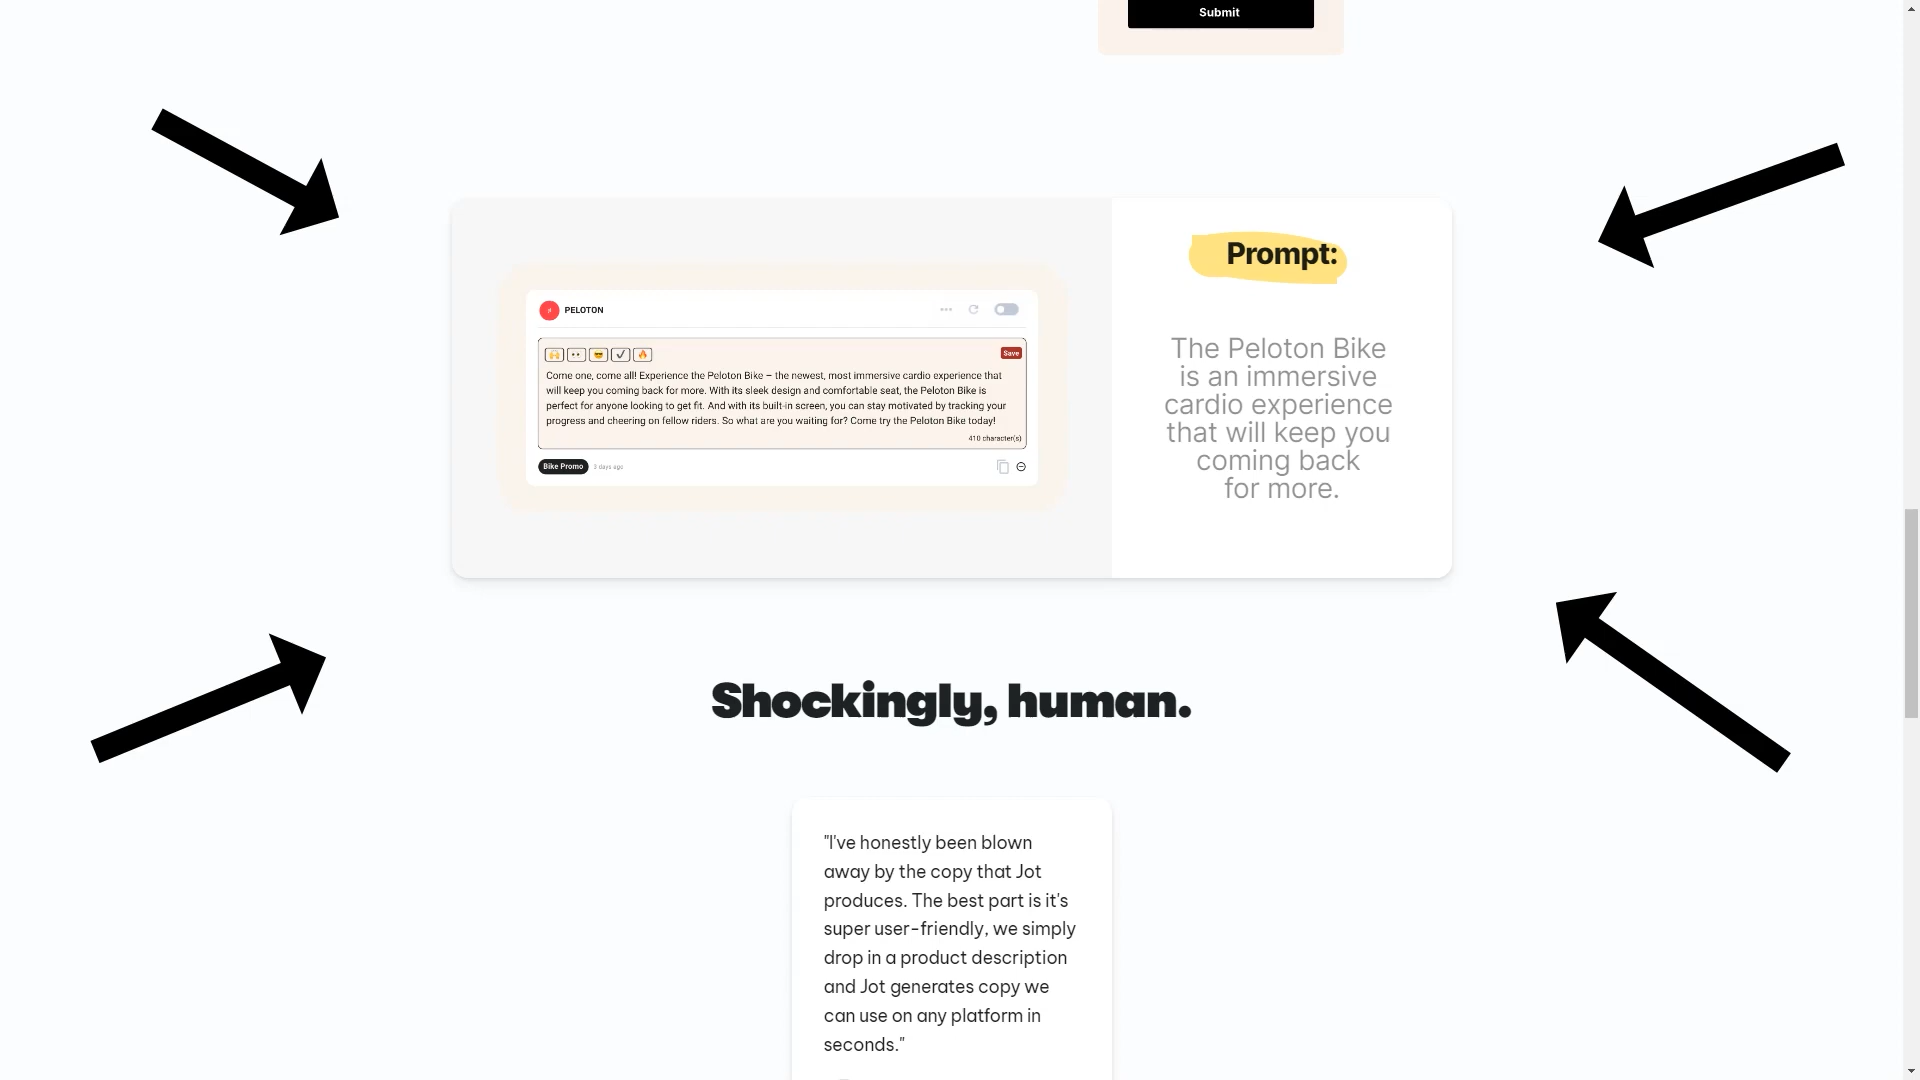 Submit
PELOTON
Save
Come one, come all! Experience the Peloton Bike – the newest, most immersive cardio experience that
will keep you coming back for more. With its sleek design and comfortable seat, the Peloton Bike is
perfect for anyone looking to get fit. And with its built-in screen, you can stay motivated by tracking your
progress and cheering on fellow riders. So what are you waiting for? Come try the Peloton Bike today!
410 character(s)
Bike Promo 3 days ago
Prompt:
The Peloton Bike
is an immersive
cardio experience
that will keep you
coming back
for more.
Shockingly, human.
"I've honestly been blown
away by the copy that Jot
produces. The best part is it's
super user-friendly, we simply
drop in a product description
and Jot generates copy we
can use on any platform in
seconds."